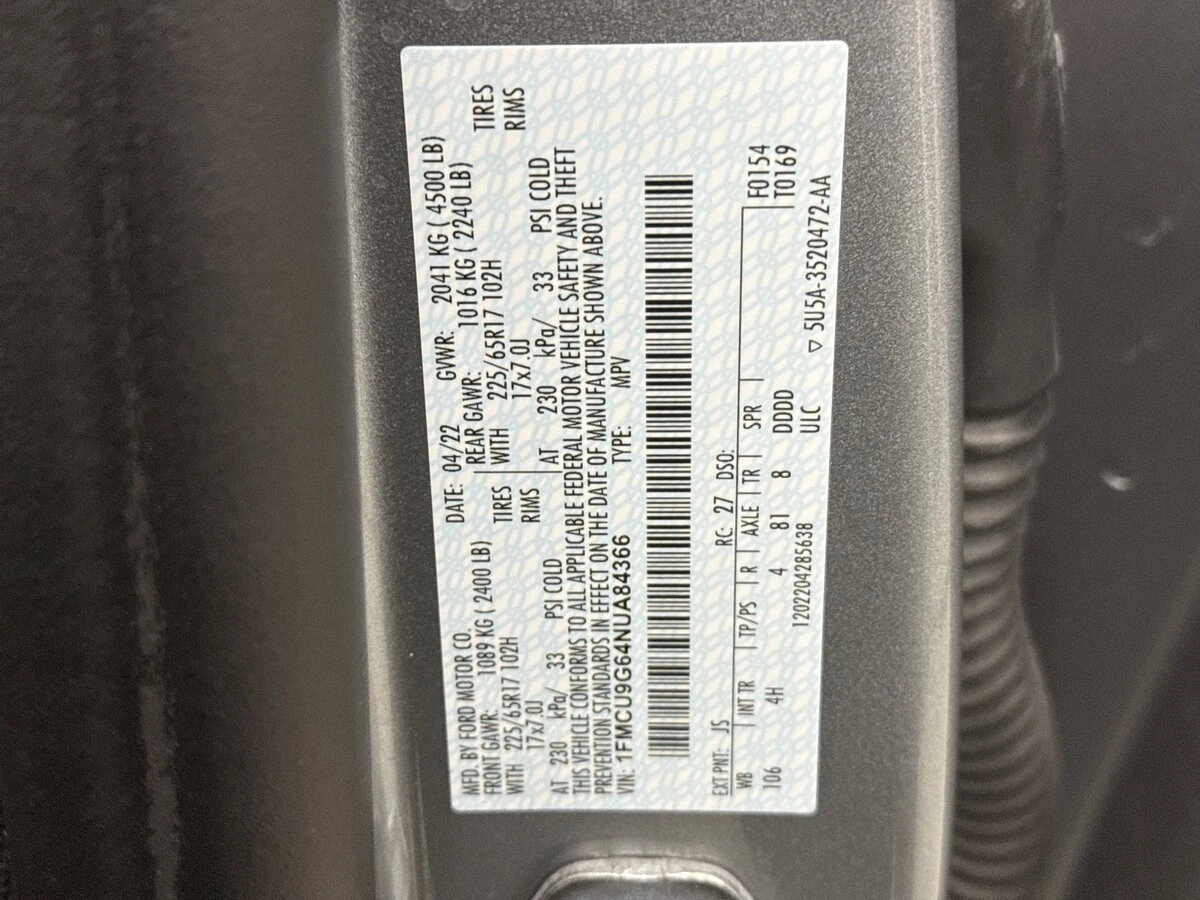 MFD. BY FORD MOTOR CO. DATE: 04/22 GVWR: 2041 KG ( 4500 LB)
FRONT GAWR: 1089 KG ( 2400 LB) REAR GAWR: 1016 KG ( 2240 LB)
WITH 225/65R17 102H TIRES WITH 225/65R17 102H TIRES
17x7.0J RIMS 17x7.0J RIMS
AT 230 kPa/ 33 PSI COLD AT 230 kPa/ 33 PSI COLD
THIS VEHICLE CONFORMS TO ALL APPLICABLE FEDERAL MOTOR VEHICLE SAFETY AND THEFT
PREVENTION STANDARDS IN EFFECT ON THE DATE OF MANUFACTURE SHOWN ABOVE.
VIN: 1FMCU9G64NUA84366 TYPE: MPV
EXT PNT: JS RC: 27 DSO: F0154
WB INT TR TP/PS R AXLE TR SPR T0169
106 4H 4 81 8 DDDD
1202204285638 ULC ▽ 5U5A-3520472-AA